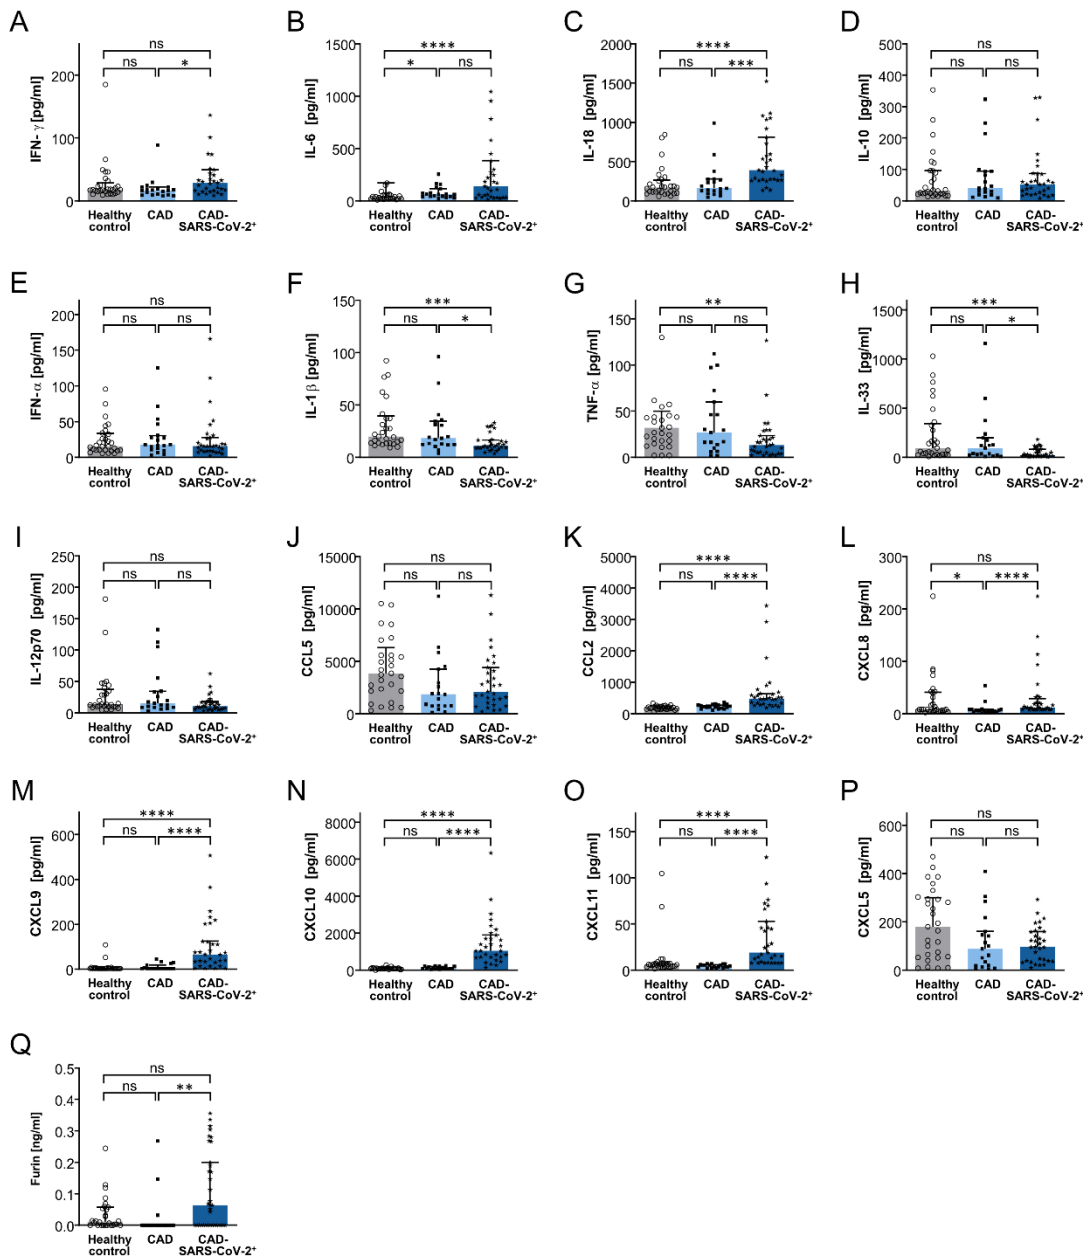 A
IFN-γ [pg/ml]
200
100
0
ns
ns
*
Healthy control
CAD
CAD-SARS-CoV-2⁺
B
IL-6 [pg/ml]
1500
1000
500
0
****
*
ns
Healthy control
CAD
CAD-SARS-CoV-2⁺
C
IL-18 [pg/ml]
2000
1500
1000
500
0
****
ns
***
Healthy control
CAD
CAD-SARS-CoV-2⁺
D
IL-10 [pg/ml]
500
400
300
200
100
0
ns
ns
ns
Healthy control
CAD
CAD-SARS-CoV-2⁺
E
IFN-α [pg/ml]
200
150
100
50
0
ns
ns
ns
Healthy control
CAD
CAD-SARS-CoV-2⁺
F
IL-1β [pg/ml]
150
100
50
0
***
ns
*
Healthy control
CAD
CAD-SARS-CoV-2⁺
G
TNF-α [pg/ml]
150
100
50
0
**
ns
ns
Healthy control
CAD
CAD-SARS-CoV-2⁺
H
IL-33 [pg/ml]
1500
1000
500
0
***
ns
*
Healthy control
CAD
CAD-SARS-CoV-2⁺
I
IL-12p70 [pg/ml]
250
200
150
100
50
0
ns
ns
ns
Healthy control
CAD
CAD-SARS-CoV-2⁺
J
CCL5 [pg/ml]
15000
10000
5000
0
ns
ns
ns
Healthy control
CAD
CAD-SARS-CoV-2⁺
K
CCL2 [pg/ml]
5000
4000
3000
2000
1000
0
****
ns
****
Healthy control
CAD
CAD-SARS-CoV-2⁺
L
CXCL8 [pg/ml]
300
200
100
0
ns
*
****
Healthy control
CAD
CAD-SARS-CoV-2⁺
M
CXCL9 [pg/ml]
600
400
200
0
****
ns
****
Healthy control
CAD
CAD-SARS-CoV-2⁺
N
CXCL10 [pg/ml]
8000
6000
4000
2000
0
****
ns
****
Healthy control
CAD
CAD-SARS-CoV-2⁺
O
CXCL11 [pg/ml]
150
100
50
0
****
ns
****
Healthy control
CAD
CAD-SARS-CoV-2⁺
P
CXCL5 [pg/ml]
600
400
200
0
ns
ns
ns
Healthy control
CAD
CAD-SARS-CoV-2⁺
Q
Furin [ng/ml]
0.5
0.4
0.3
0.2
0.1
0.0
ns
ns
**
Healthy control
CAD
CAD-SARS-CoV-2⁺